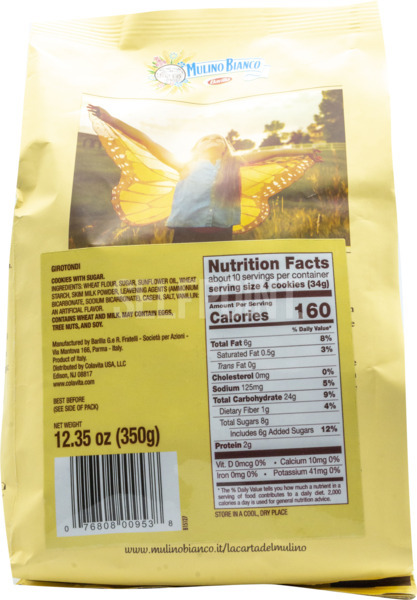 MULINO BIANCO
Barilla
GIROTONDI
COOKIES WITH SUGAR.
INGREDIENTS: WHEAT FLOUR, SUGAR, SUNFLOWER OIL, WHEAT
STARCH, SKIM MILK POWDER, LEAVENING AGENTS (AMMONIUM
BICARBONATE, SODIUM BICARBONATE), CASEIN, SALT, VANILLIN,
AN ARTIFICIAL FLAVOR.
CONTAINS WHEAT AND MILK. MAY CONTAIN EGGS,
TREE NUTS, AND SOY.
Manufactured by Barilla G.e R. Fratelli - Società per Azioni -
Via Mantova 166, Parma - Italy.
Product of Italy.
Distributed by Colavita USA, LLC
Edison, NJ 08817
www.colavita.com
BEST BEFORE
(SEE SIDE OF PACK)
NET WEIGHT
12.35 oz (350g)
0 76808 00953 8
Nutrition Facts
about 10 servings per container
serving size 4 cookies (34g)
Amount Per Serving
Calories 160
% Daily Value*
Total Fat 6g 8%
Saturated Fat 0.5g 3%
Trans Fat 0g
Cholesterol 0mg 0%
Sodium 125mg 5%
Total Carbohydrate 24g 9%
Dietary Fiber 1g 4%
Total Sugars 8g
Includes 6g Added Sugars 12%
Protein 2g
Vit. D 0mcg 0% • Calcium 10mg 0%
Iron 0mg 0% • Potassium 41mg 0%
* The % Daily Value tells you how much a nutrient in a
serving of food contributes to a daily diet. 2,000
calories a day is used for general nutrition advice.
STORE IN A COOL, DRY PLACE
www.mulinobianco.it/lacartadelmulino